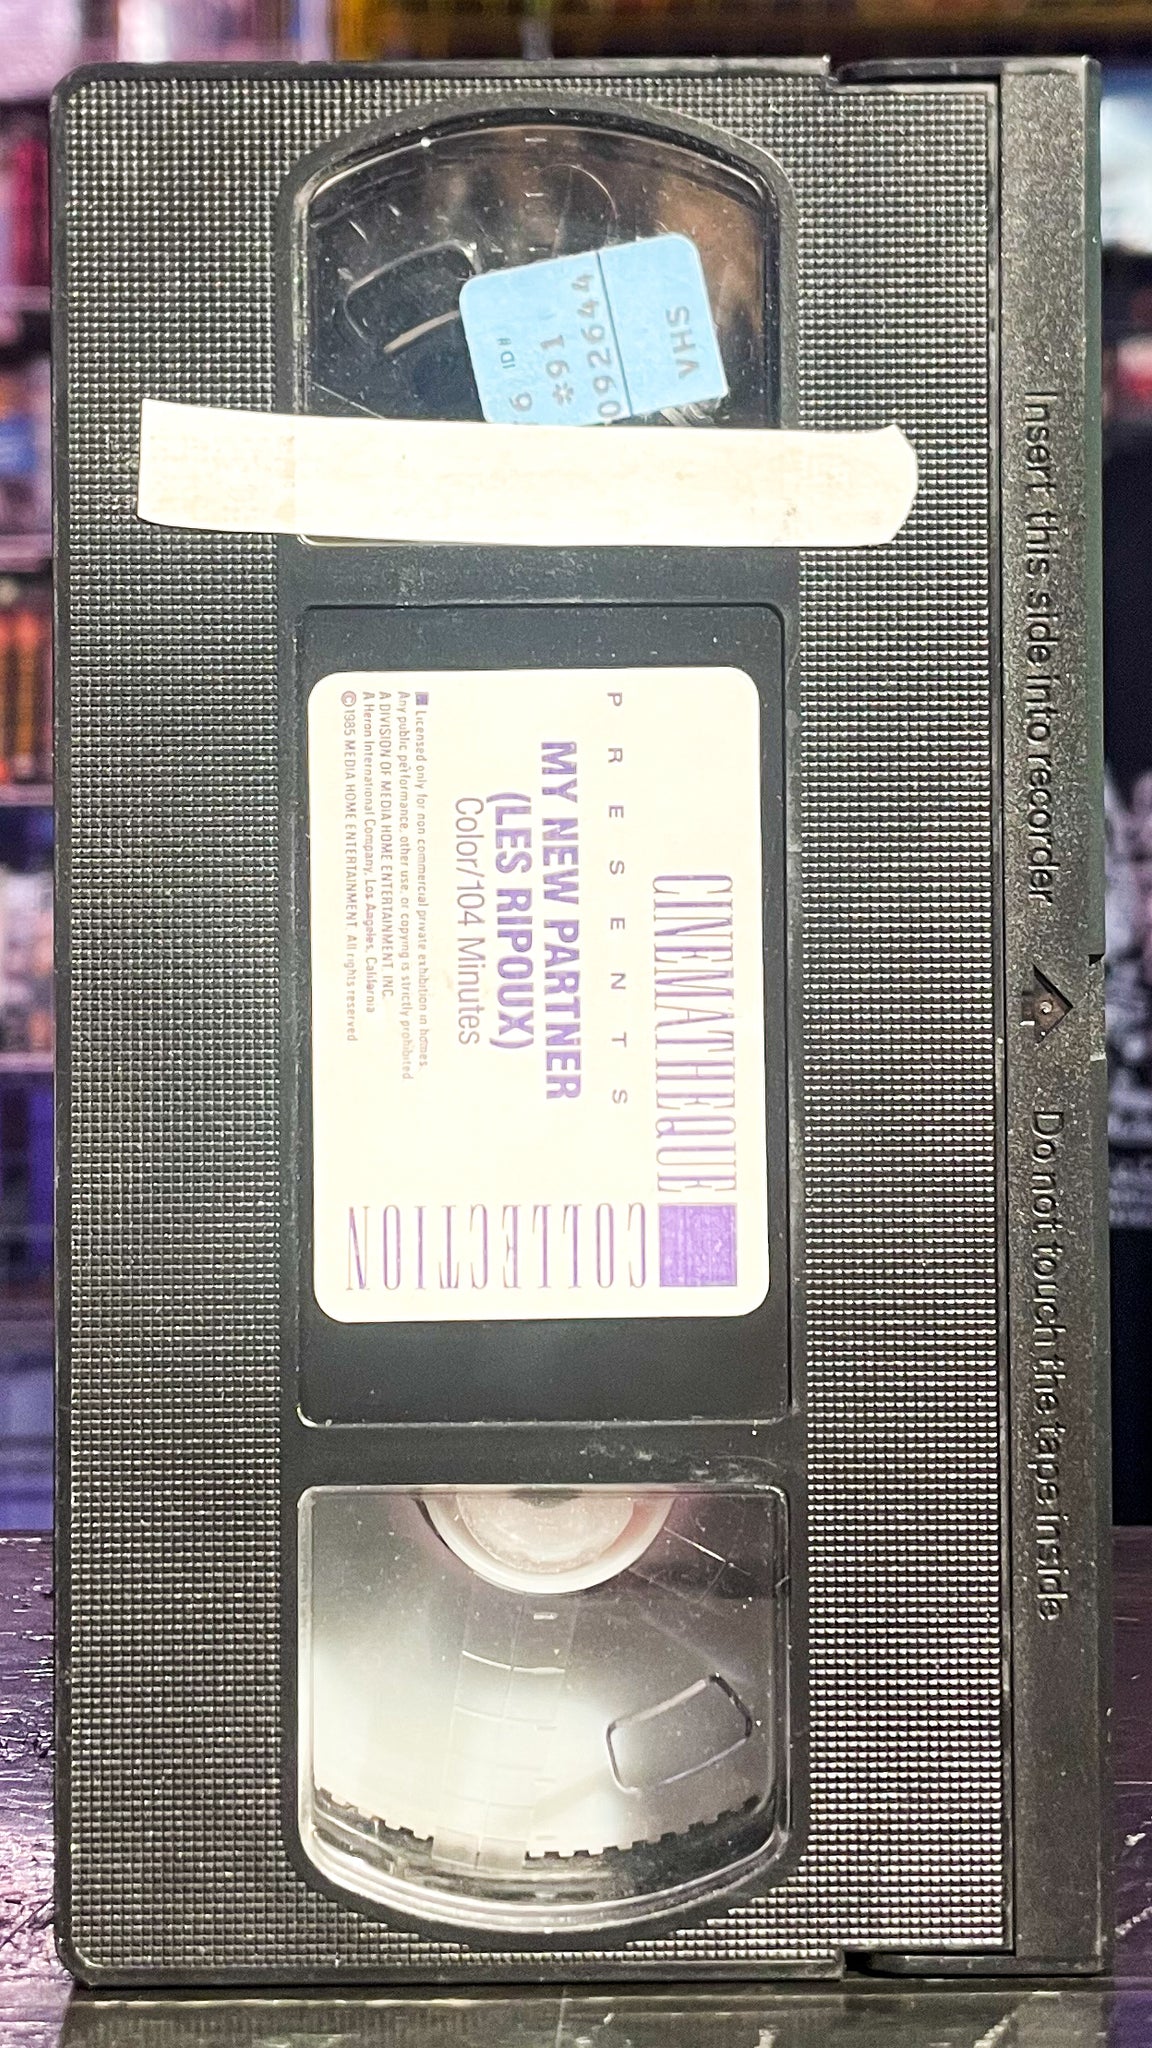 Insert this side into recorder Do not touch the tape inside
CINEMATHEQUE
COLLECTION
PRESENTS
MY NEW PARTNER
(LES RIPOUX)
Color/104 Minutes
Licensed only for non commercial private exhibition in homes.
Any public performance, other use, or copying is strictly prohibited
A DIVISION OF MEDIA HOME ENTERTAINMENT, INC.
A Heron International Company, Los Angeles, California
©1985 MEDIA HOME ENTERTAINMENT. All rights reserved
VHS
092644
*91